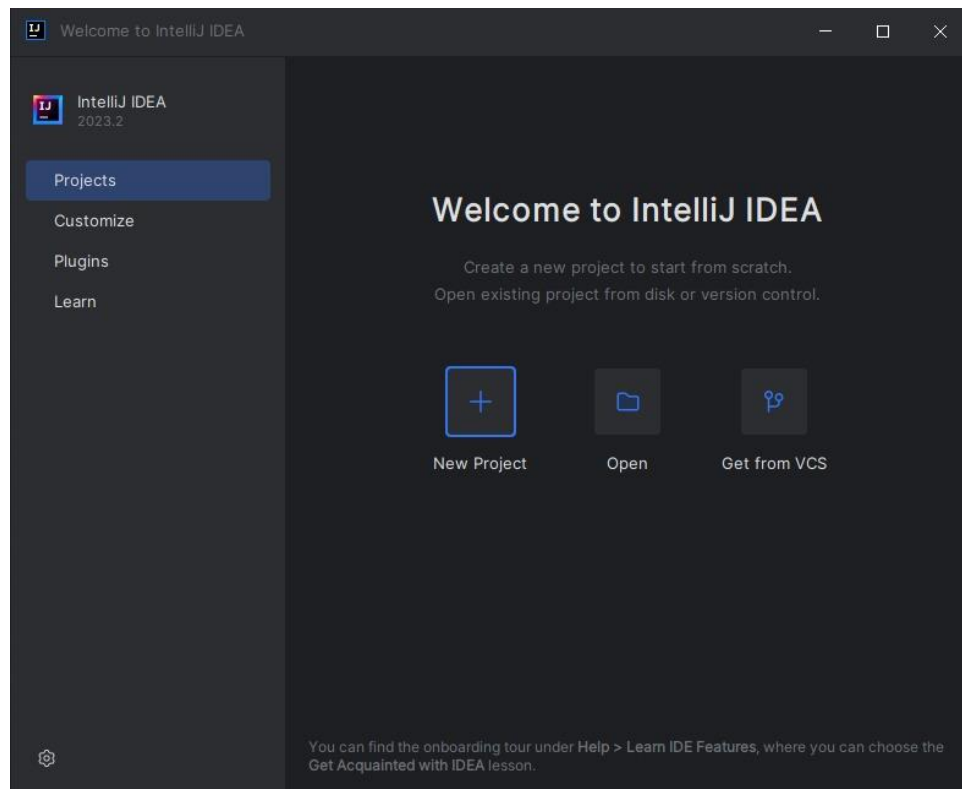 Welcome to IntelliJ IDEA
IntelliJ IDEA
2023.2
Projects
Customize
Plugins
Learn
Welcome to IntelliJ IDEA
Create a new project to start from scratch.
Open existing project from disk or version control.
New Project
Open
Get from VCS
You can find the onboarding tour under Help > Learn IDE Features, where you can choose the
Get Acquainted with IDEA lesson.